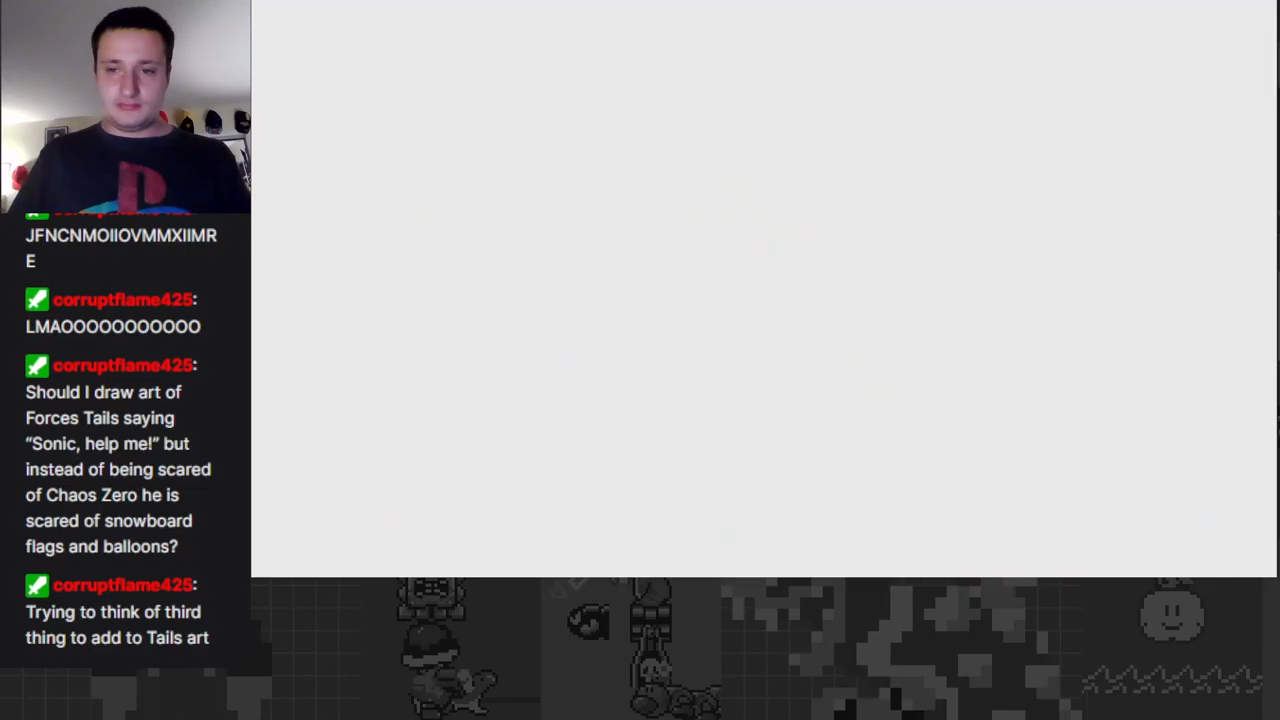 JFNCNMOIIOVMMXIIMR
E
corruptflame425:
LMAOOOOOOOOOOO
corruptflame425:
Should I draw art of
Forces Tails saying
“Sonic, help me!” but
instead of being scared
of Chaos Zero he is
scared of snowboard
flags and balloons?
corruptflame425:
Trying to think of third
thing to add to Tails art